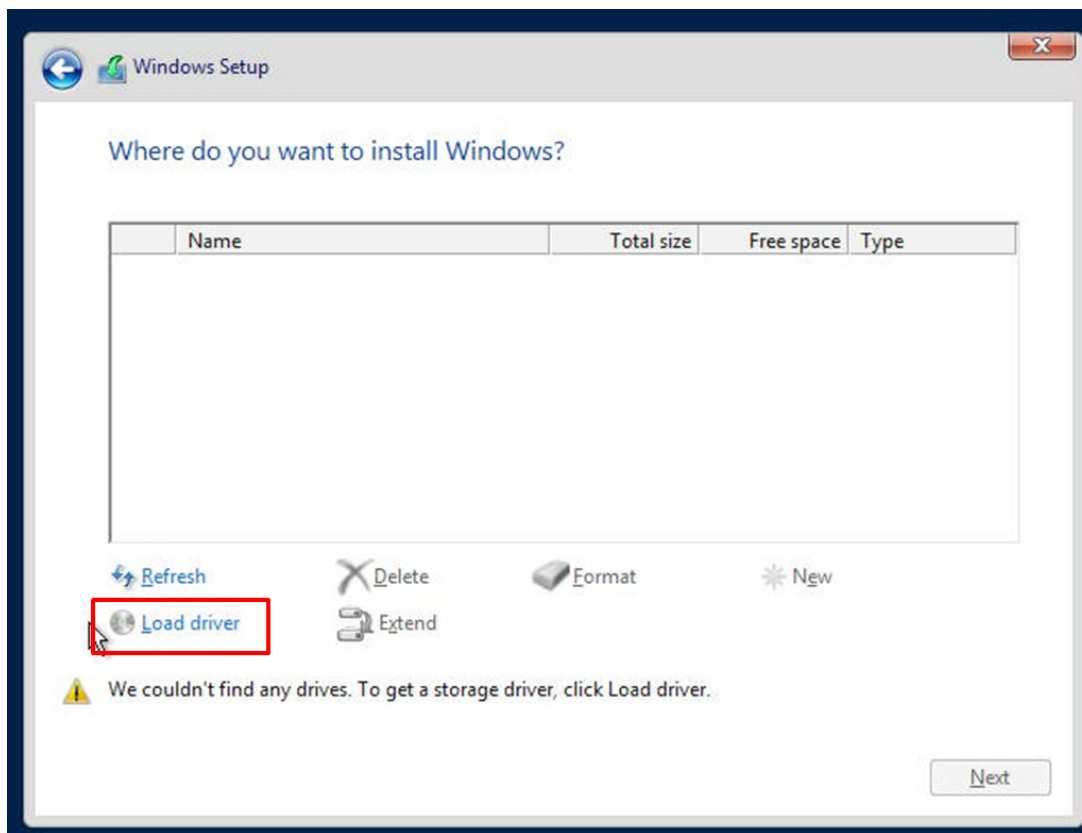 Windows Setup
Where do you want to install Windows?
Name Total size Free space Type
Refresh Delete Format New
Load driver Extend
We couldn't find any drives. To get a storage driver, click Load driver.
Next